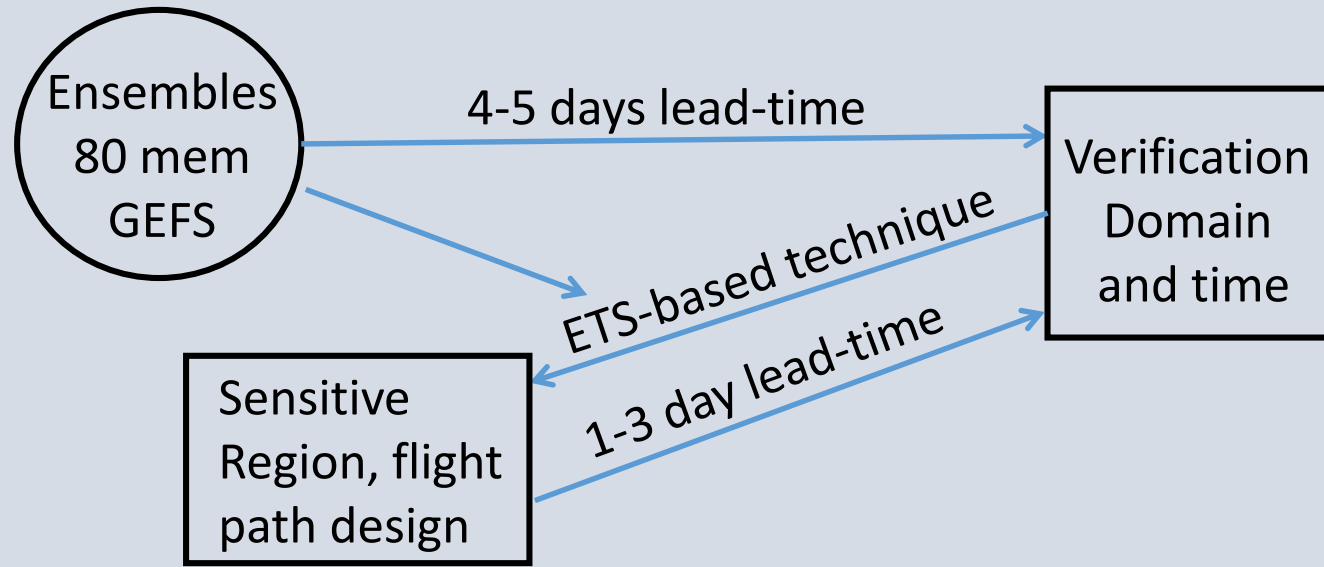 Ensembles
80 mem
GEFS
4-5 days lead-time
Verification
Domain
and time
ETS-based technique
1-3 day lead-time
Sensitive
Region, flight
path design